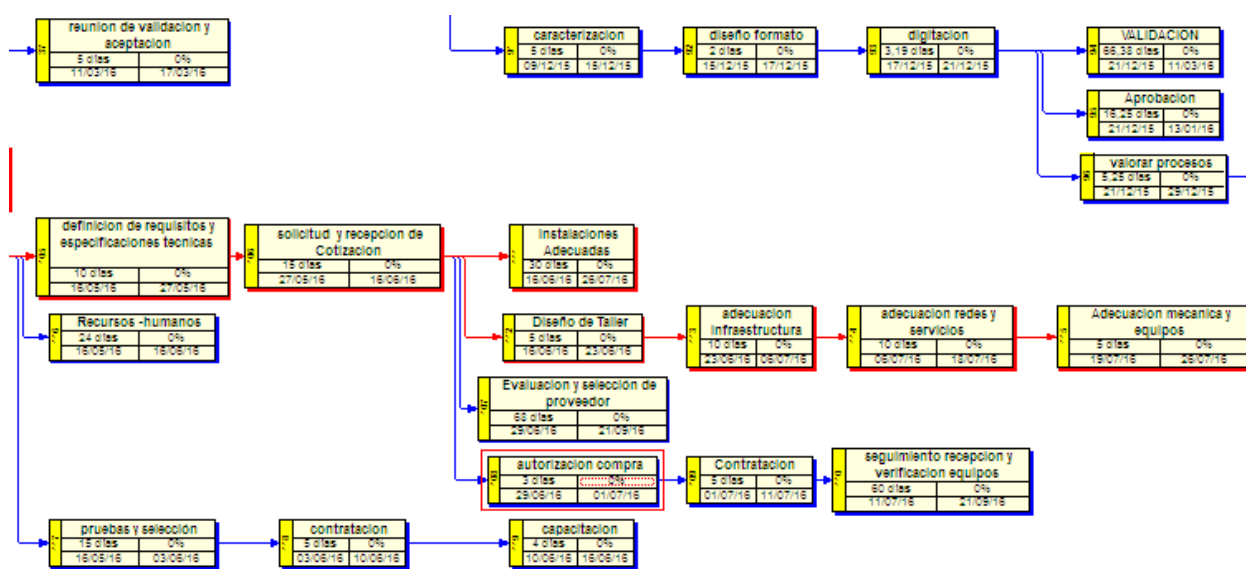 reunion de validacion y
aceptacion
5 dias 0%
11/03/16 17/03/16
97
caracterizacion
5 dias 0%
09/12/15 15/12/15
91
diseño formato
2 dias 0%
15/12/15 17/12/15
92
digitacion
3,19 dias 0%
17/12/15 21/12/15
93
VALIDACION
66,38 dias 0%
21/12/15 11/03/16
94
Aprobacion
16,25 dias 0%
21/12/15 13/01/16
95
valorar procesos
5,25 dias 0%
21/12/15 29/12/15
96
definicion de requisitos y
especificaciones tecnicas
10 dias 0%
16/05/16 27/05/16
solicitud y recepcion de
Cotizacion
15 dias 0%
27/05/16 16/06/16
Instalaciones
Adecuadas
30 dias 0%
16/06/16 26/07/16
Recursos -humanos
24 dias 0%
16/05/16 16/06/16
Diseño de Taller
5 dias 0%
16/06/16 23/06/16
adecuacion
Infraestructura
10 dias 0%
23/06/16 06/07/16
adecuacion redes y
servicios
10 dias 0%
06/07/16 18/07/16
Adecuacion mecanica y
equipos
5 dias 0%
19/07/16 26/07/16
Evaluacion y selección de
proveedor
68 dias 0%
29/06/16 21/09/16
autorizacion compra
3 dias 0%
29/06/16 01/07/16
Contratacion
5 dias 0%
01/07/16 11/07/16
seguimiento recepcion y
verificacion equipos
60 dias 0%
11/07/16 21/09/16
pruebas y selección
15 dias 0%
16/05/16 03/06/16
contratacion
5 dias 0%
03/06/16 10/06/16
capacitacion
4 dias 0%
10/06/16 16/06/16